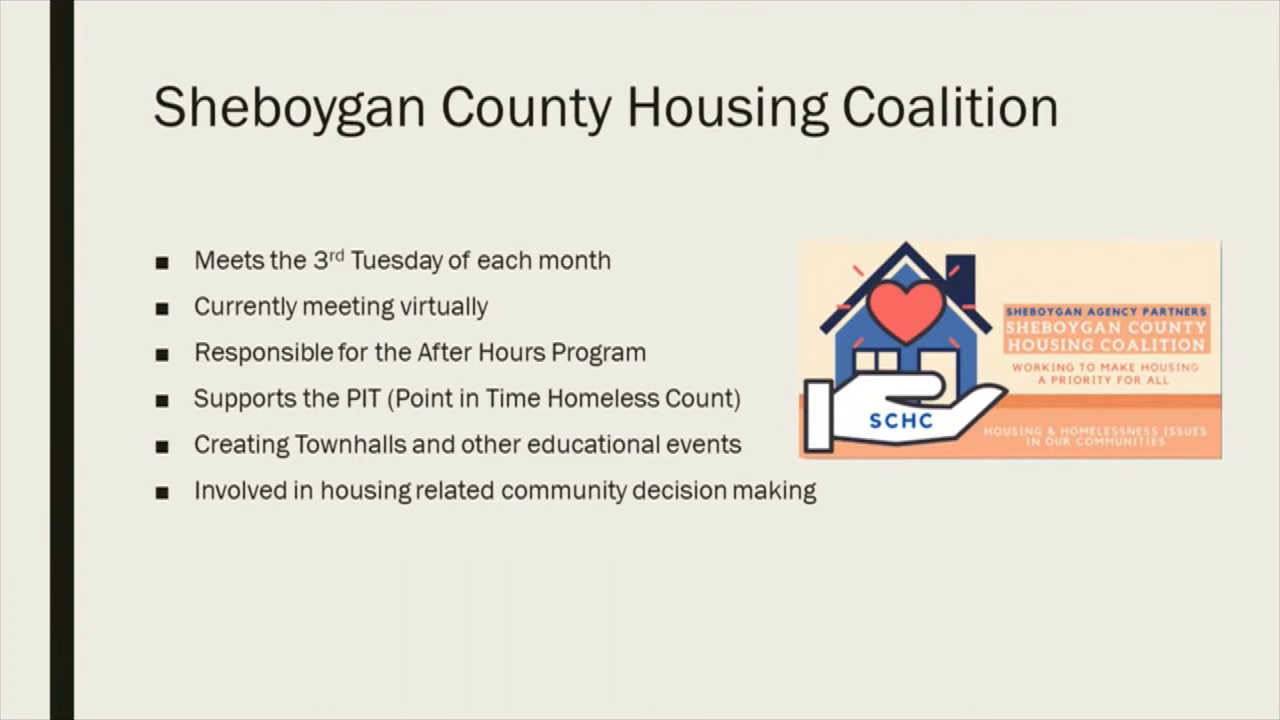 Sheboygan County Housing Coalition
■ Meets the 3rd Tuesday of each month
■ Currently meeting virtually
■ Responsible for the After Hours Program
■ Supports the PIT (Point in Time Homeless Count)
■ Creating Townhalls and other educational events
■ Involved in housing related community decision making
SHEBOYGAN AGENCY PARTNERS
SHEBOYGAN COUNTY
HOUSING COALITION
WORKING TO MAKE HOUSING
A PRIORITY FOR ALL
SCHC
HOUSING & HOMELESSNESS ISSUES
IN OUR COMMUNITIES